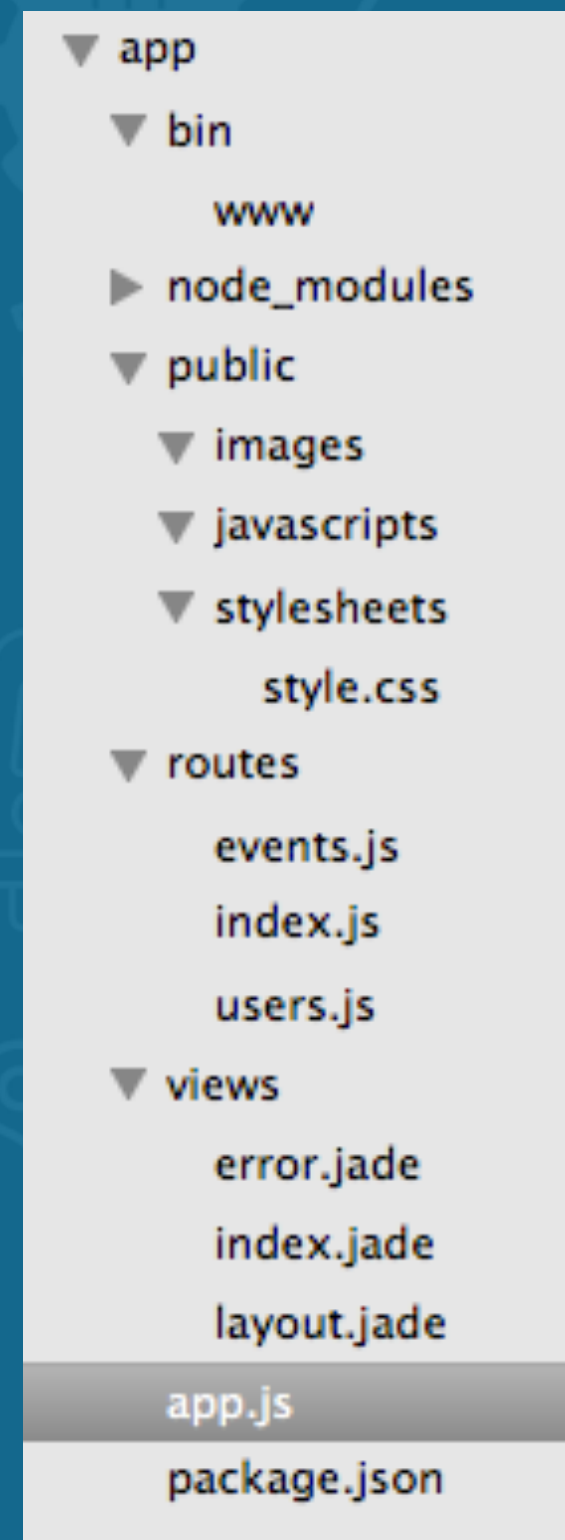 app
bin
www
node_modules
public
images
javascripts
stylesheets
style.css
routes
events.js
index.js
users.js
views
error.jade
index.jade
layout.jade
app.js
package.json